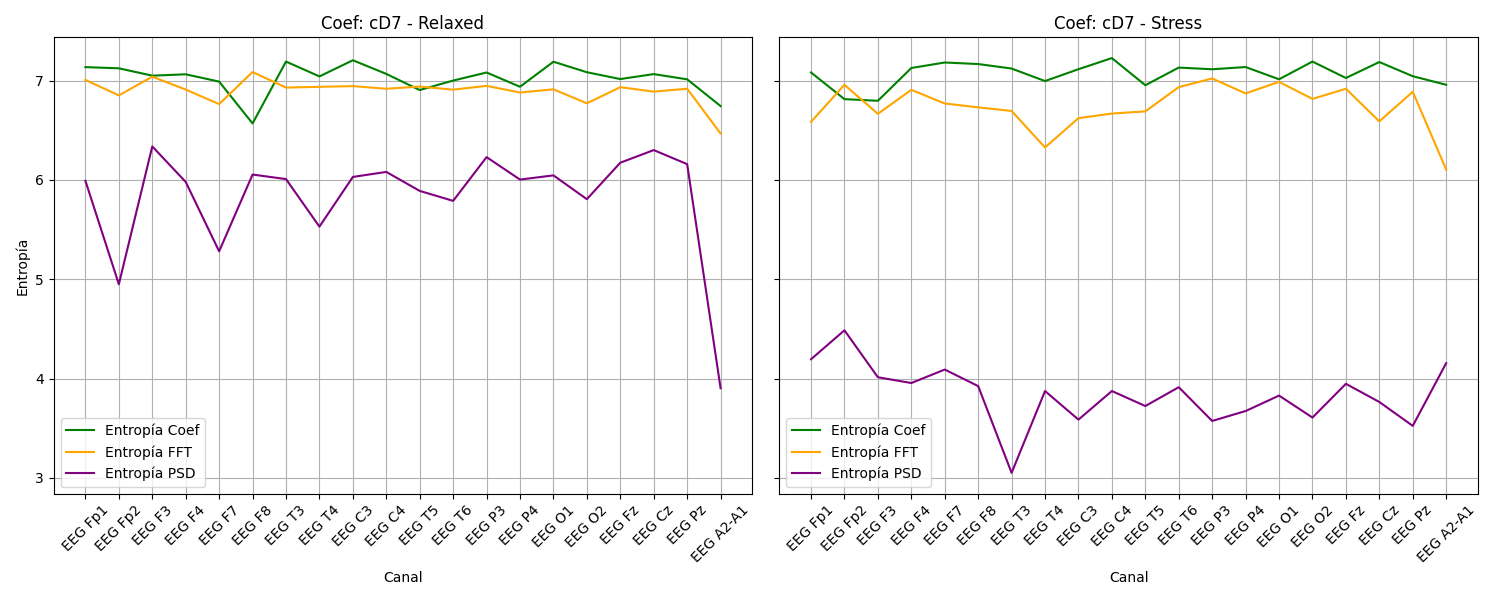 Coef: cD7 - Relaxed
Entropía
7
6
5
4
3
Entropía Coef
Entropía FFT
Entropía PSD
EEG Fp1
EEG Fp2
EEG F3
EEG F4
EEG F7
EEG F8
EEG T3
EEG T4
EEG C3
EEG C4
EEG T5
EEG T6
EEG P3
EEG P4
EEG O1
EEG O2
EEG Fz
EEG Cz
EEG Pz
EEG A2-A1
Canal
Coef: cD7 - Stress
Entropía Coef
Entropía FFT
Entropía PSD
EEG Fp1
EEG Fp2
EEG F3
EEG F4
EEG F7
EEG F8
EEG T3
EEG T4
EEG C3
EEG C4
EEG T5
EEG T6
EEG P3
EEG P4
EEG O1
EEG O2
EEG Fz
EEG Cz
EEG Pz
EEG A2-A1
Canal